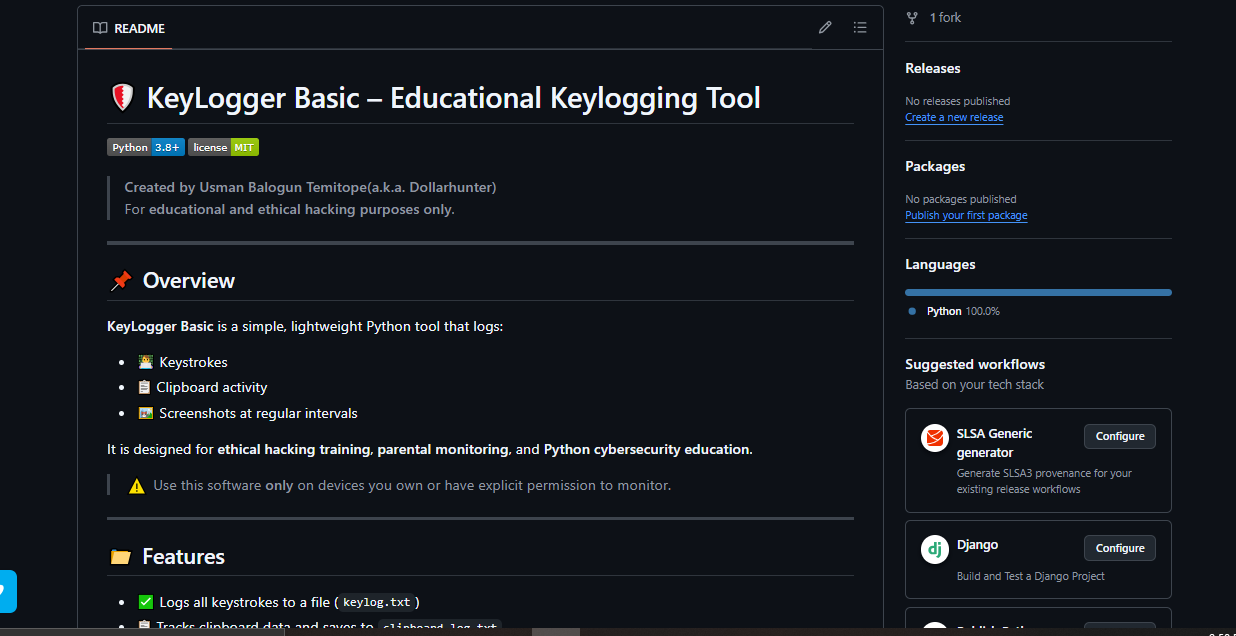 README
KeyLogger Basic – Educational Keylogging Tool
Python 3.8+ license MIT
Created by Usman Balogun Temitope(a.k.a. Dollarhunter)
For educational and ethical hacking purposes only.
Overview
KeyLogger Basic is a simple, lightweight Python tool that logs:
Keystrokes
Clipboard activity
Screenshots at regular intervals
It is designed for ethical hacking training, parental monitoring, and Python cybersecurity education.
Use this software only on devices you own or have explicit permission to monitor.
Features
Logs all keystrokes to a file ( keylog.txt )
Tracks clipboard data and saves to clipboard_log.txt
1 fork
Releases
No releases published
Create a new release
Packages
No packages published
Publish your first package
Languages
Python 100.0%
Suggested workflows
Based on your tech stack
SLSA Generic
generator
Configure
Generate SLSA3 provenance for your
existing release workflows
dj
Django
Configure
Build and Test a Django Project